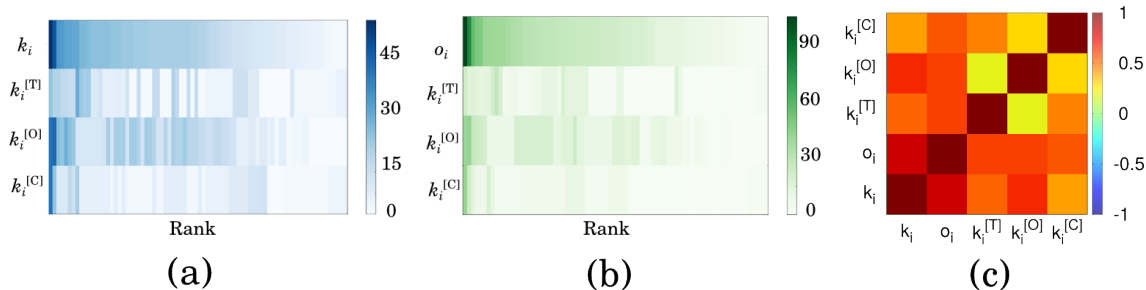 k_i
k_i^[T]
k_i^[O]
k_i^[C]
45
30
15
0
Rank
(a)
o_i
k_i^[T]
k_i^[O]
k_i^[C]
90
60
30
0
Rank
(b)
k_i^[C]
k_i^[O]
k_i^[T]
o_i
k_i
k_i o_i k_i^[T] k_i^[O] k_i^[C]
1
0.5
0
-0.5
-1
(c)